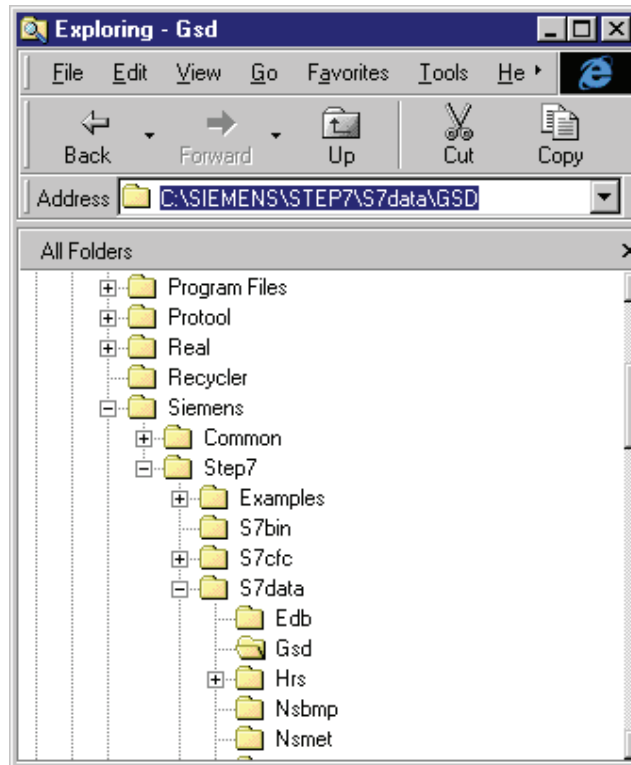 Exploring - Gsd
File Edit View Go Favorites Tools He
Back Forward Up Cut Copy
Address C:\SIEMENS\STEP7\S7data\GSD
All Folders
Program Files
Protool
Real
Recycler
Siemens
Common
Step7
Examples
S7bin
S7cfc
S7data
Edb
Gsd
Hrs
Nsbmp
Nsmet